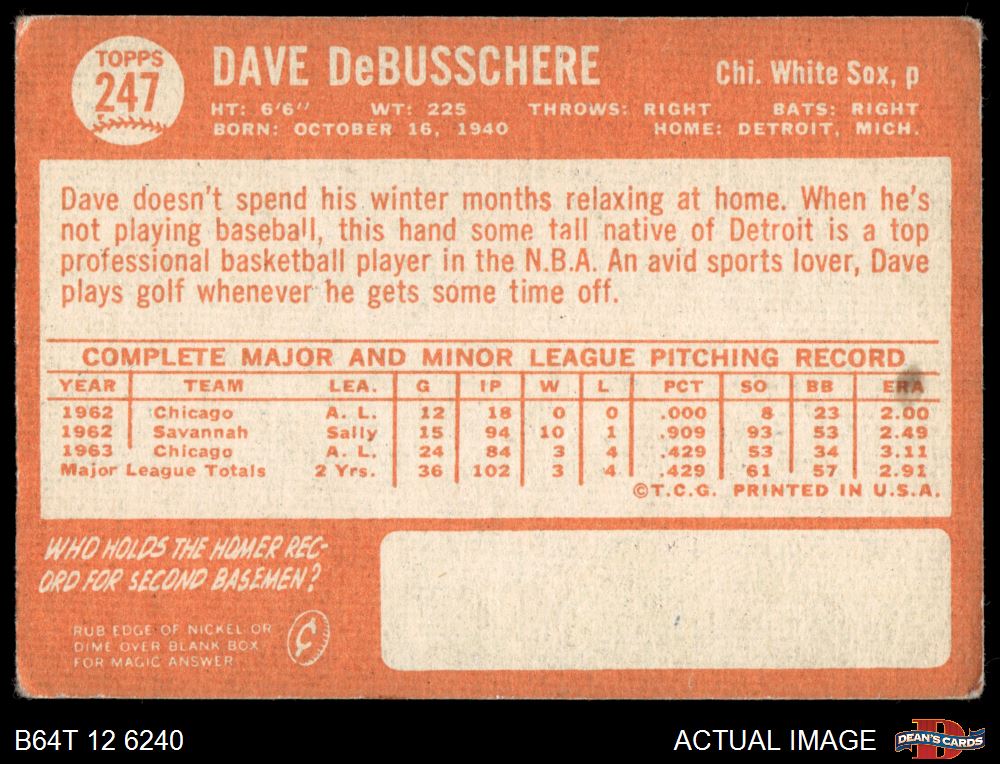 TOPPS
247
DAVE DeBUSSCHERE
Chi. White Sox, p
HT: 6'6" WT: 225 THROWS: RIGHT BATS: RIGHT
BORN: OCTOBER 16, 1940 HOME: DETROIT, MICH.
Dave doesn't spend his winter months relaxing at home. When he's
not playing baseball, this hand some tall native of Detroit is a top
professional basketball player in the N.B.A. An avid sports lover, Dave
plays golf whenever he gets some time off.
COMPLETE MAJOR AND MINOR LEAGUE PITCHING RECORD
YEAR TEAM LEA. G IP W L PCT SO BB ERA
1962 Chicago A. L. 12 18 0 0 .000 8 23 2.00
1962 Savannah Sally 15 94 10 1 .909 93 53 2.49
1963 Chicago A. L. 24 84 3 4 .429 53 34 3.11
Major League Totals 2 Yrs. 36 102 3 4 .429 61 57 2.91
©T.C.G. PRINTED IN U.S.A.
WHO HOLDS THE HOMER REC-
ORD FOR SECOND BASEMEN?
RUB EDGE OF NICKEL OR
DIME OVER BLANK BOX
FOR MAGIC ANSWER
B64T 12 6240
ACTUAL IMAGE
DEAN'S CARDS